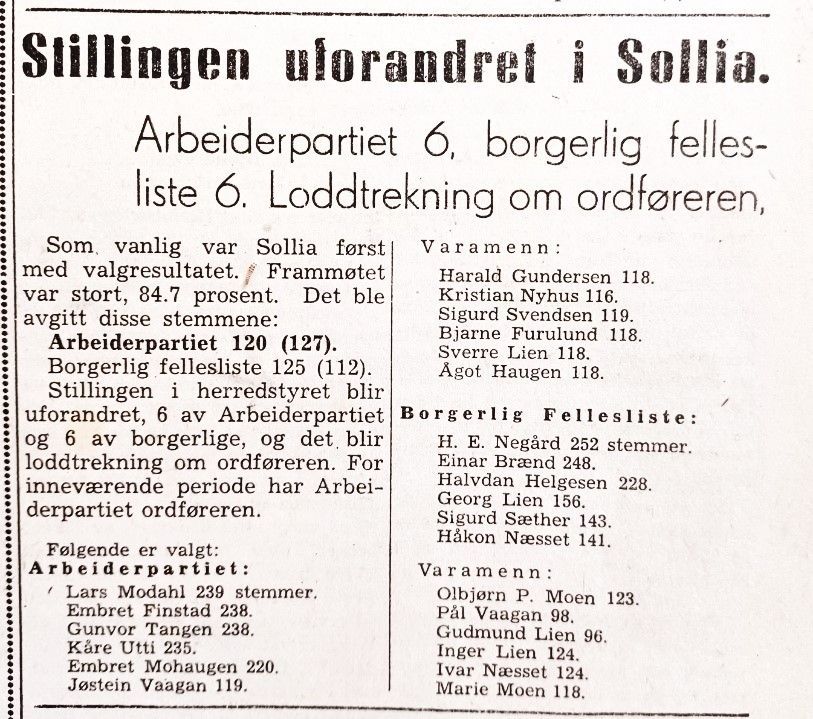 Stillingen uforandret i Sollia.
Arbeiderpartiet 6, borgerlig felles-
liste 6. Loddtrekning om ordføreren,
Som vanlig var Sollia først
med valgresultatet. Frammøtet
var stort, 84.7 prosent. Det ble
avgitt disse stemmene:
Arbeiderpartiet 120 (127).
Borgerlig fellesliste 125 (112).
Stillingen i herredstyret blir
uforandret, 6 av Arbeiderpartiet
og 6 av borgerlige, og det blir
loddtrekning om ordføreren. For
inneværende periode har Arbei-
derpartiet ordføreren.
Følgende er valgt:
Arbeiderpartiet:
Lars Modahl 239 stemmer.
Embret Finstad 238.
Gunvor Tangen 238.
Kåre Utti 235.
Embret Mohaugen 220.
Jøstein Vaagan 119.
Varamenn:
Harald Gundersen 118.
Kristian Nyhus 116.
Sigurd Svendsen 119.
Bjarne Furulund 118.
Sverre Lien 118.
Ågot Haugen 118.
Borgerlig Fellesliste:
H. E. Negård 252 stemmer.
Einar Brænd 248.
Halvdan Helgesen 228.
Georg Lien 156.
Sigurd Sæther 143.
Håkon Næsset 141.
Varamenn:
Olbjørn P. Moen 123.
Pål Vaagan 98.
Gudmund Lien 96.
Inger Lien 124.
Ivar Næsset 124.
Marie Moen 118.